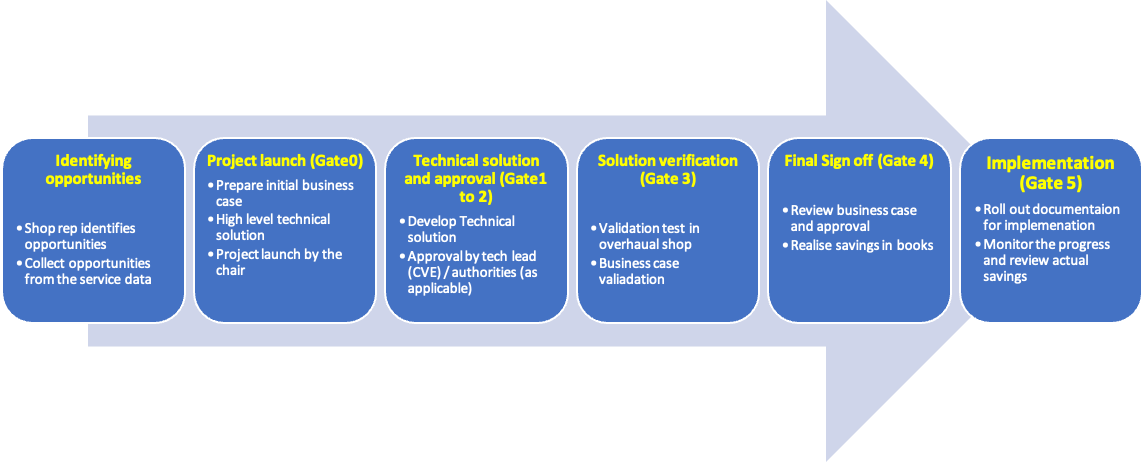 Identifying
opportunities
• Shop rep identifies
opportunities
• Collect opportunities
from the service data
Project launch (Gate0)
• Prepare initial business
case
• High level technical
solution
• Project launch by the
chair
Technical solution
and approval (Gate1
to 2)
• Develop Technical
solution
• Approval by tech lead
(CVE) / authorities (as
applicable)
Solution verification
(Gate 3)
• Validation test in
overhaual shop
• Business case
valiadation
Final Sign off (Gate 4)
• Review business case
and approval
• Realise savings in books
Implementation
(Gate 5)
• Roll out documentaion
for implemenation
• Monitor the progress
and review actual
savings